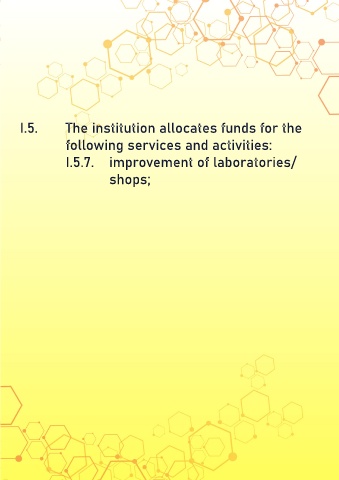 I.5. The institution allocates funds for the
following services and activities:
I.5.7. improvement of laboratories/
shops;